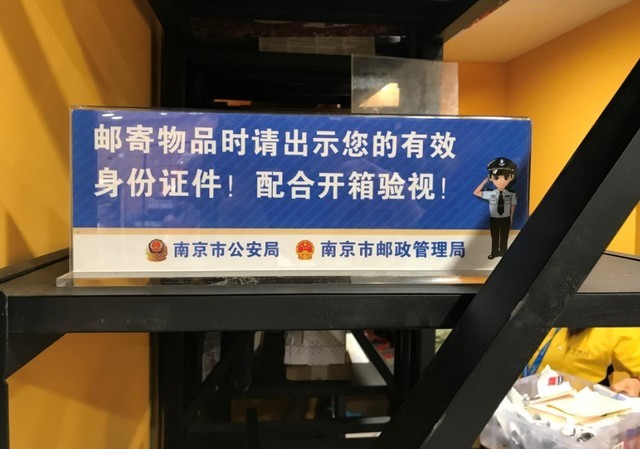 邮寄物品时请出示您的有效
身份证件！配合开箱验视！
南京市公安局 南京市邮政管理局